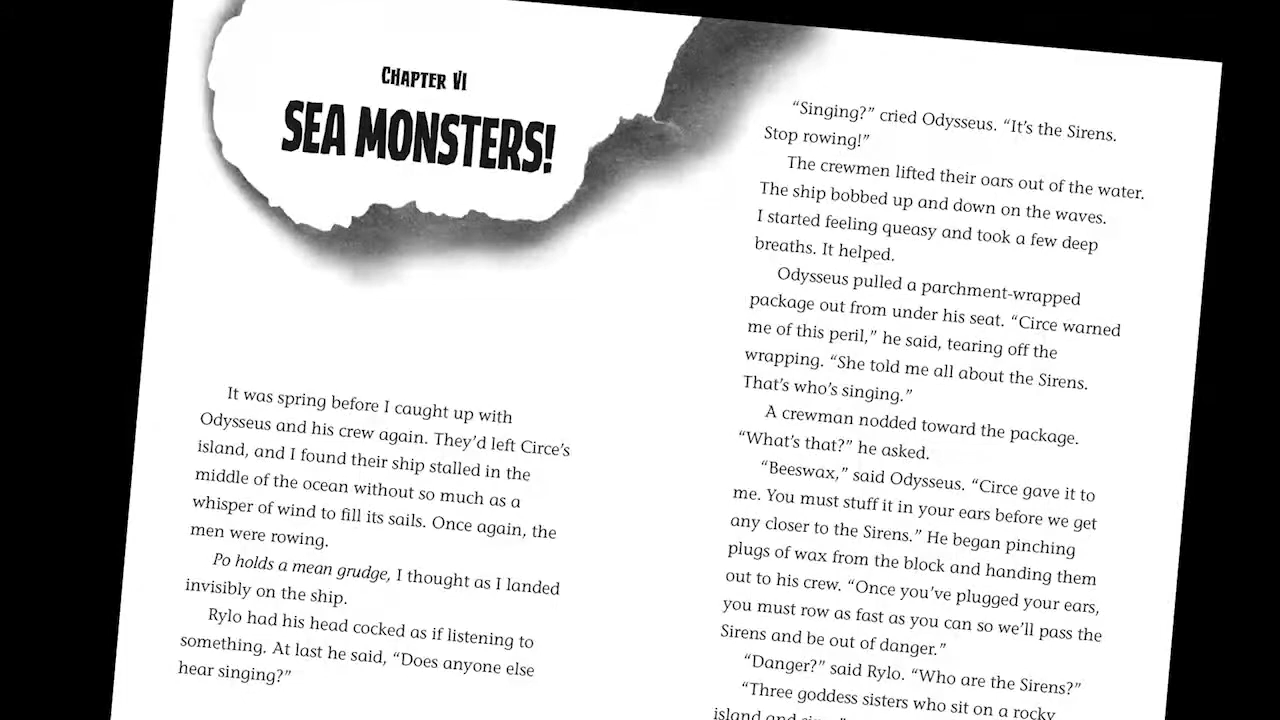 CHAPTER VI
SEA MONSTERS!
It was spring before I caught up with
Odysseus and his crew again. They’d left Circe’s
island, and I found their ship stalled in the
middle of the ocean without so much as a
whisper of wind to fill its sails. Once again, the
men were rowing.
Po holds a mean grudge, I thought as I landed
invisibly on the ship.
Rylo had his head cocked as if listening to
something. At last he said, “Does anyone else
hear singing?”
“Singing?” cried Odysseus. “It’s the Sirens.
Stop rowing!”
The crewmen lifted their oars out of the water.
The ship bobbed up and down on the waves.
I started feeling queasy and took a few deep
breaths. It helped.
Odysseus pulled a parchment-wrapped
package out from under his seat. “Circe warned
me of this peril,” he said, tearing off the
wrapping. “She told me all about the Sirens.
That’s who’s singing.”
A crewman nodded toward the package.
“What’s that?” he asked.
“Beeswax,” said Odysseus. “Circe gave it to
me. You must stuff it in your ears before we get
any closer to the Sirens.” He began pinching
plugs of wax from the block and handing them
out to his crew. “Once you’ve plugged your ears,
you must row as fast as you can so we’ll pass the
Sirens and be out of danger.”
“Danger?” said Rylo. “Who are the Sirens?”
“Three goddess sisters who sit on a rocky
island and